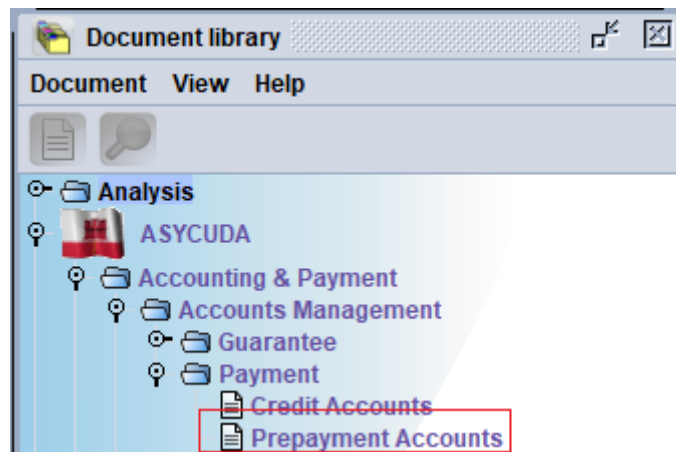 Document library
Document View Help
Analysis
ASYCUDA
Accounting & Payment
Accounts Management
Guarantee
Payment
Credit Accounts
Prepayment Accounts